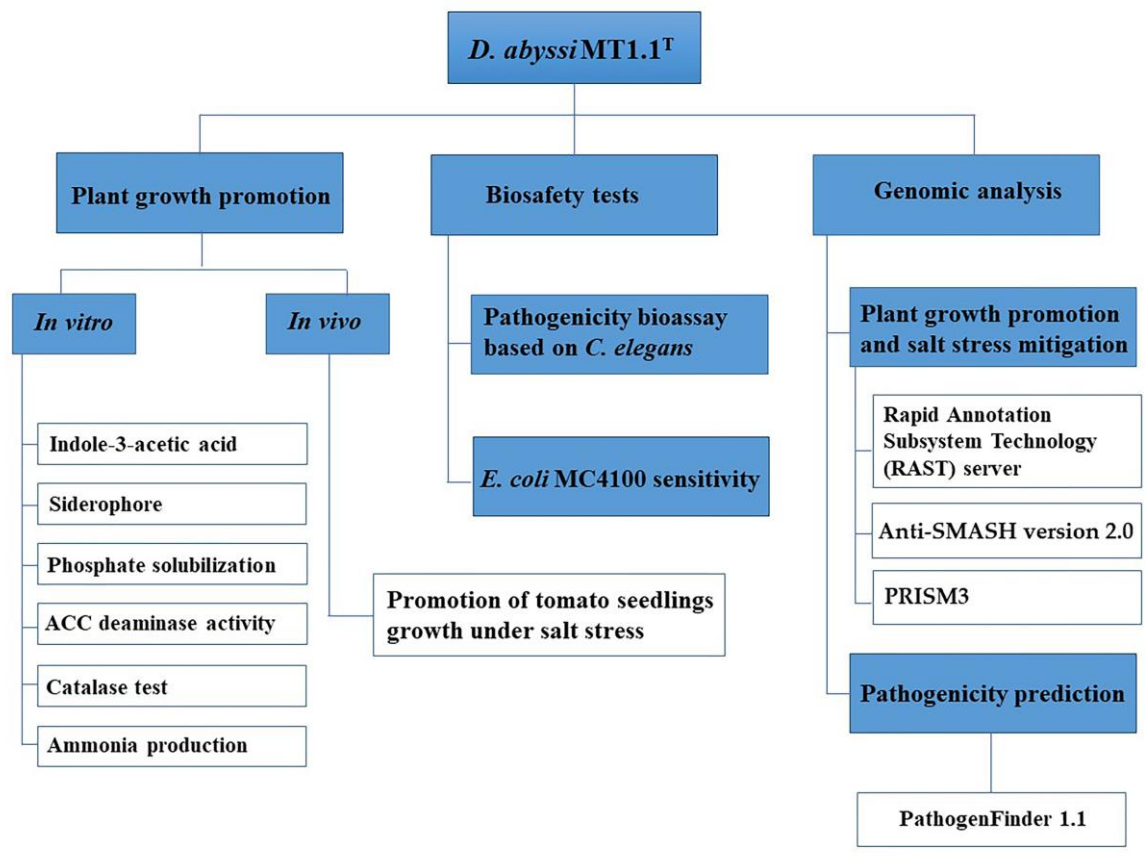 D. abyssi MT1.1ᵀ
Plant growth promotion
In vitro
In vivo
Indole-3-acetic acid
Siderophore
Phosphate solubilization
ACC deaminase activity
Catalase test
Ammonia production
Promotion of tomato seedlings
growth under salt stress
Biosafety tests
Pathogenicity bioassay
based on C. elegans
E. coli MC4100 sensitivity
Genomic analysis
Plant growth promotion
and salt stress mitigation
Rapid Annotation
Subsystem Technology
(RAST) server
Anti-SMASH version 2.0
PRISM3
Pathogenicity prediction
PathogenFinder 1.1